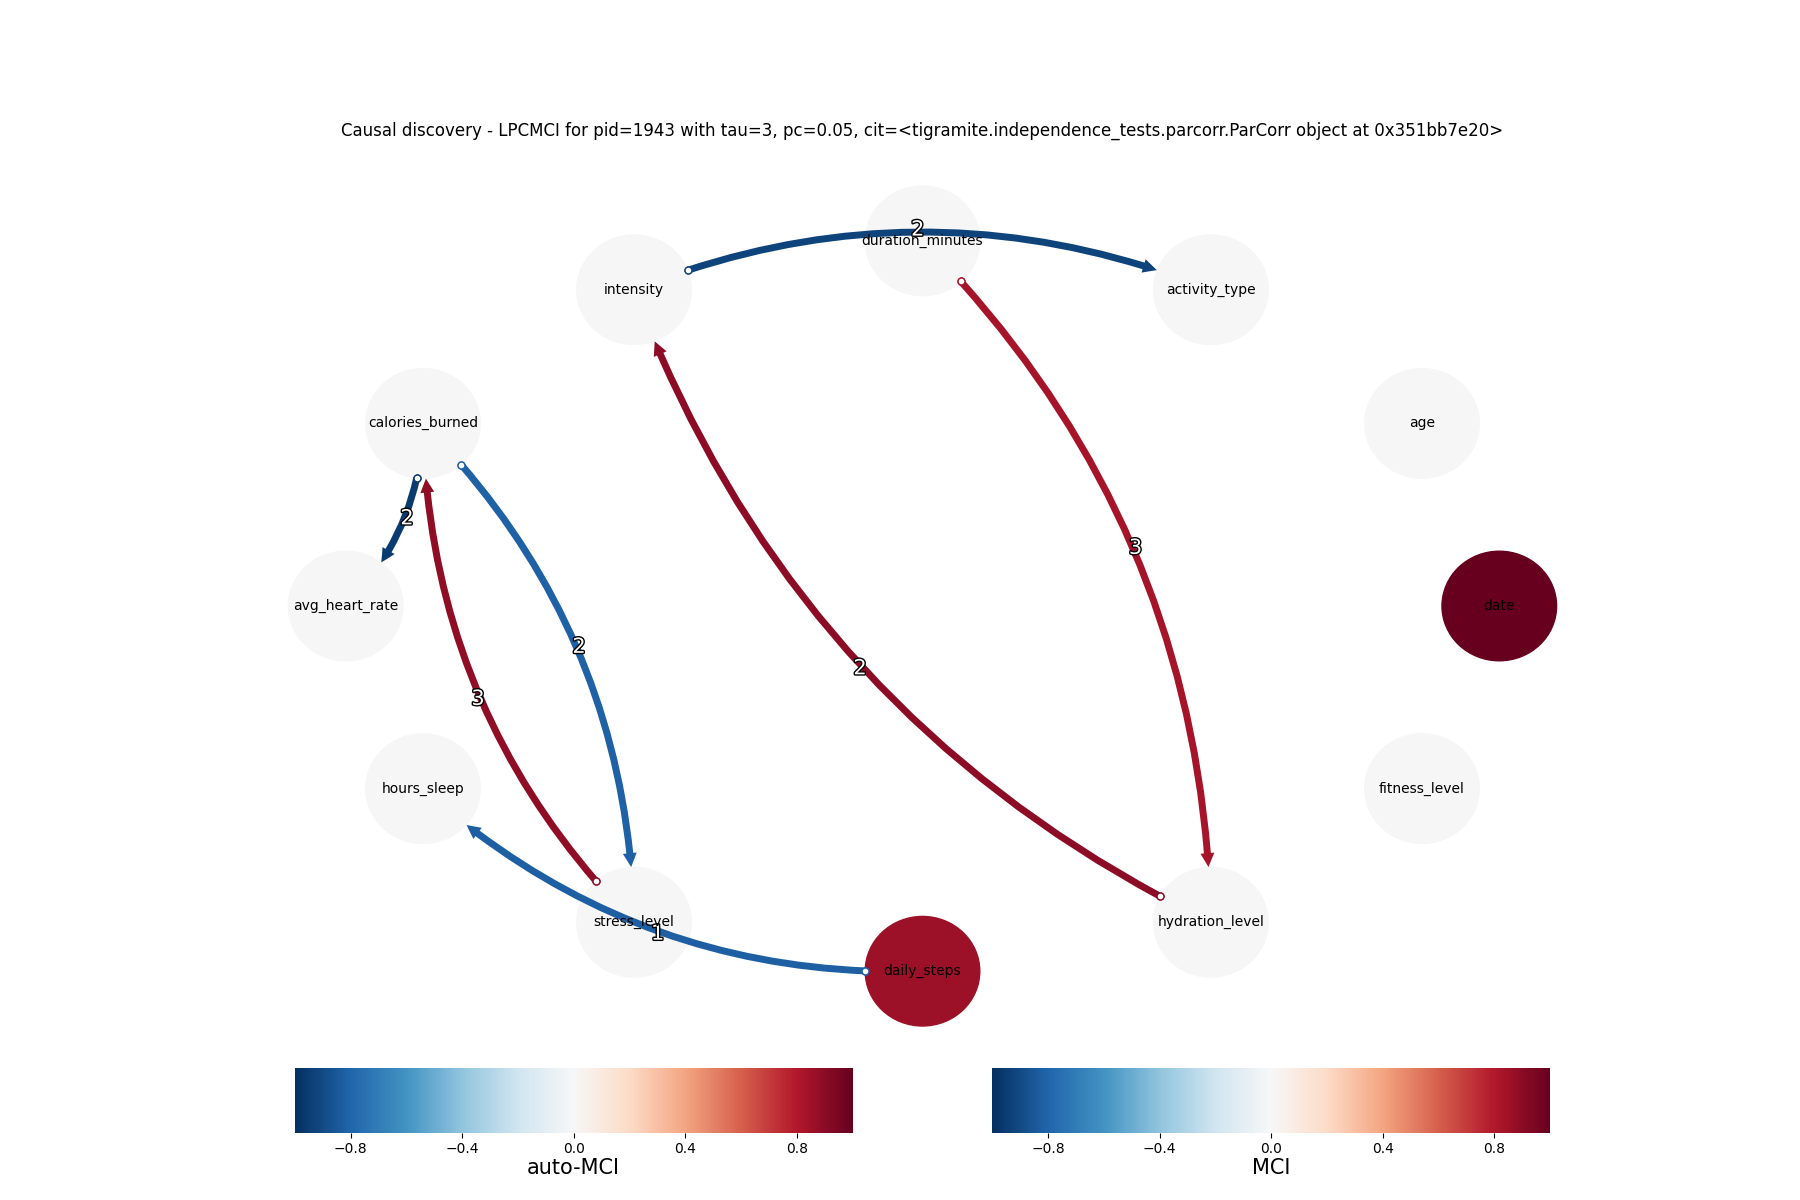 Causal discovery - LPCMCI for pid=1943 with tau=3, pc=0.05, cit=<tigramite.independence_tests.parcorr.ParCorr object at 0x351bb7e20>
2
duration_minutes
intensity
activity_type
calories_burned
age
2
3
avg_heart_rate
date
2
2
3
hours_sleep
fitness_level
stress_level
1
hydration_level
daily_steps
−0.8 −0.4 0.0 0.4 0.8
auto-MCI
−0.8 −0.4 0.0 0.4 0.8
MCI